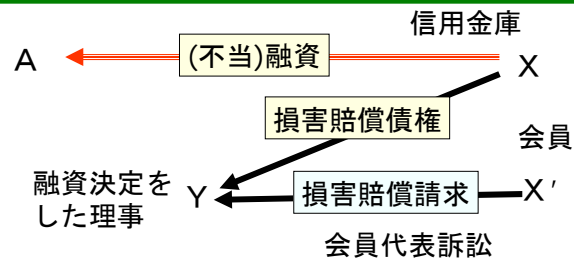 信用金庫
A
(不当)融資
X
損害賠償債権
会員
融資決定を
した理事
Y
損害賠償請求
X′
会員代表訴訟